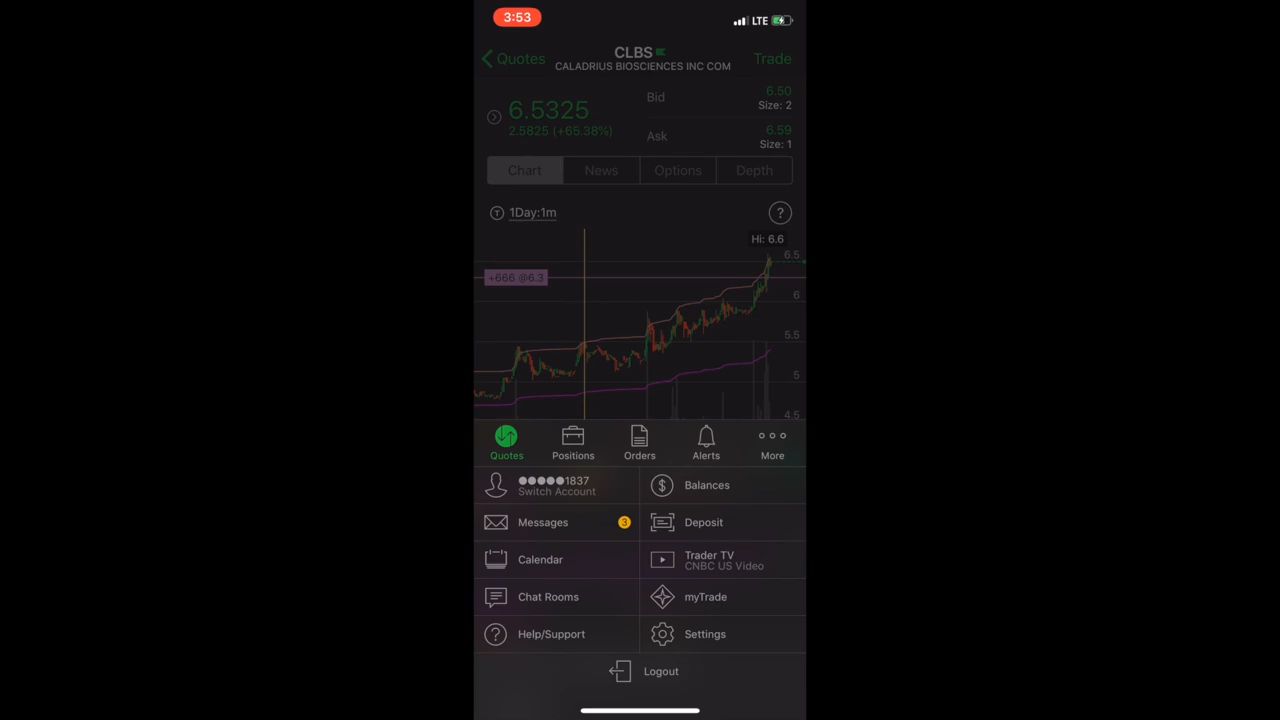 3:53
LTE
Quotes
CLBS
Trade
CALADRIUS BIOSCIENCES INC COM
6.5325
2.5825 (+65.38%)
Bid
6.50
Size: 2
Ask
6.59
Size: 1
Chart
News
Options
Depth
T
1Day:1m
?
Hi: 6.6
6.5
+666 @6.3
6
5.5
5
4.5
Quotes
Positions
Orders
Alerts
More
●●●●●1837
Switch Account
$
Balances
Messages
3
Deposit
Calendar
Trader TV
CNBC US Video
Chat Rooms
myTrade
?
Help/Support
Settings
Logout